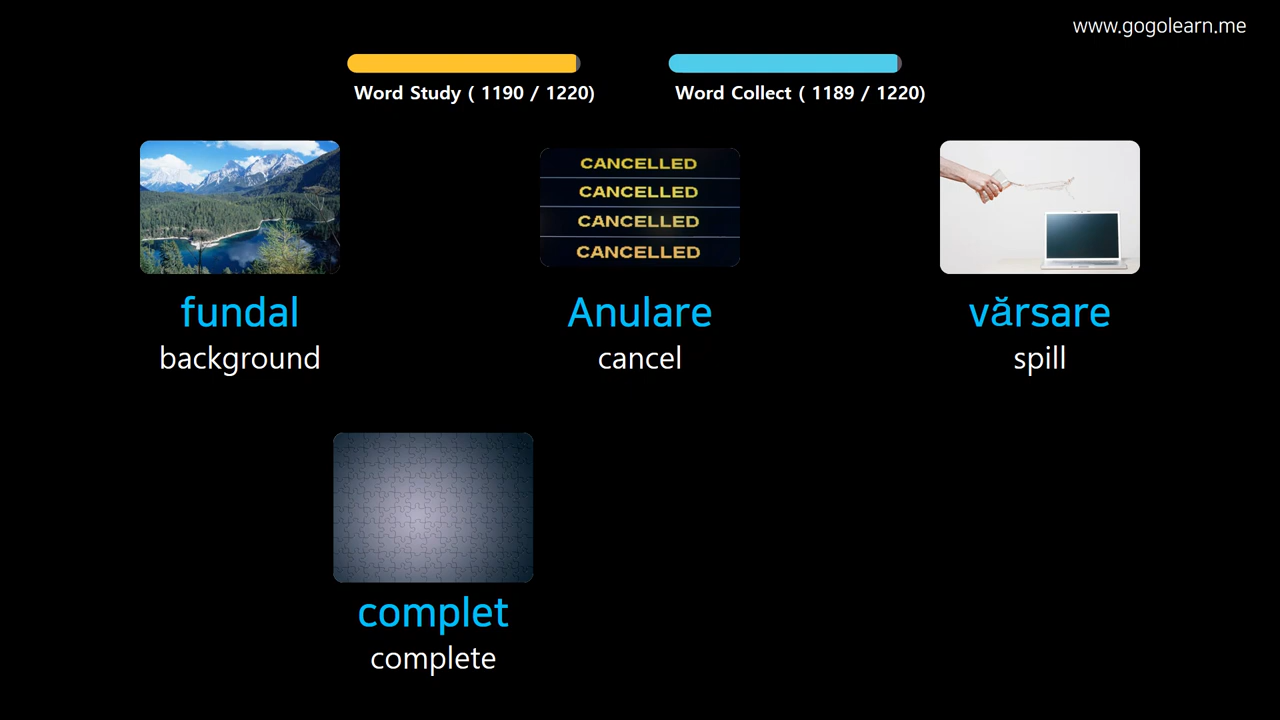 www.gogolearn.me
Word Study ( 1190 / 1220)
Word Collect ( 1189 / 1220)
CANCELLED
CANCELLED
CANCELLED
CANCELLED
fundal
background
Anulare
cancel
vărsare
spill
complet
complete